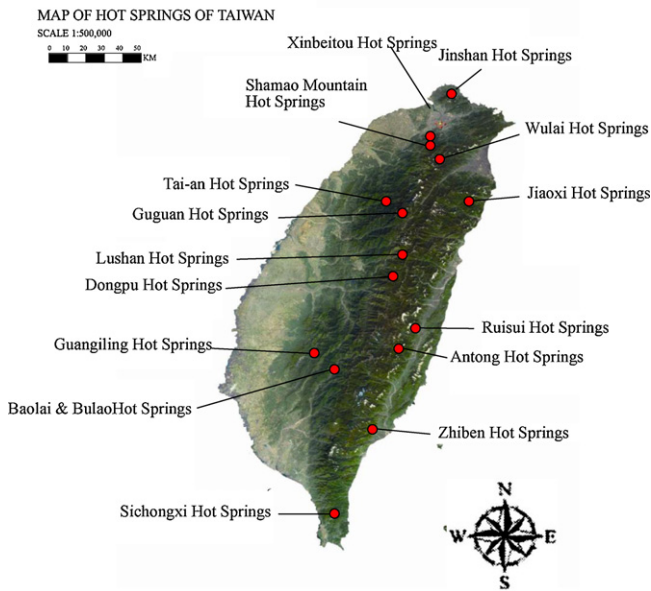 MAP OF HOT SPRINGS OF TAIWAN
SCALE 1:500,000
10 0 10 20 30 40 50
KM
Xinbeitou Hot Springs
Jinshan Hot Springs
Shamao Mountain
Hot Springs
Wulai Hot Springs
Tai-an Hot Springs
Jiaoxi Hot Springs
Guguan Hot Springs
Lushan Hot Springs
Dongpu Hot Springs
Ruisui Hot Springs
Guangiling Hot Springs
Antong Hot Springs
Baolai & BulaoHot Springs
Zhiben Hot Springs
Sichongxi Hot Springs
N
W E
S